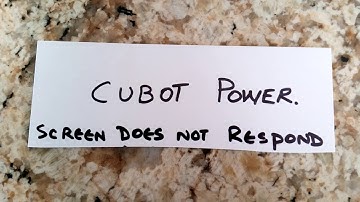 CUBOT POWER.
SCREEN DOES NOT RESPOND